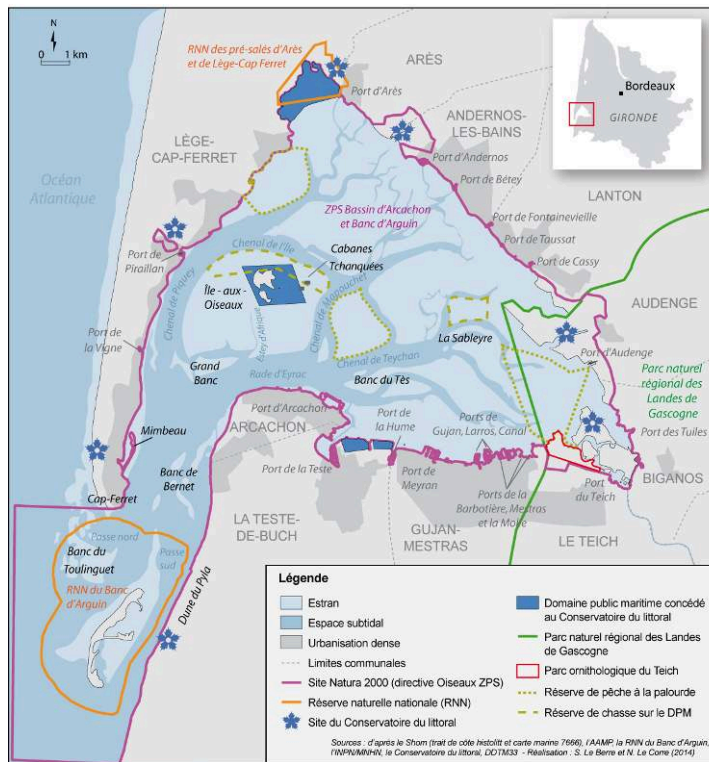 N
0 1 km
RNN des pré-salés d'Arès
et de Lège-Cap Ferret
ARÈS
Port d'Arès
Bordeaux
GIRONDE
ANDERNOS-
LES-BAINS
LÈGE-
CAP-FERRET
Port d'Andernos
Port de Bétey
Océan
Atlantique
LANTON
ZPS Bassin d'Arcachon
et Banc d'Arguin
Port de Fontainevieille
Port de Taussat
Port de Cassy
Chenal de l'Île
Cabanes
Tchanquées
Port de
Piraillan
Chenal de Piquey
Île - aux -
Oiseaux
Estey d'Afrique
Chenal de Mapouchet
AUDENGE
Port de
la Vigne
La Sableyre
Port d'Audenge
Parc naturel
régional des
Landes de
Gascogne
Chenal de Teychan
Grand
Banc
Rade d'Eyrac
Banc du Tès
Port d'Arcachon
Port de
la Hume
Ports de
Gujan, Larros, Canal
Port des Tuiles
ARCACHON
Mimbeau
Banc de
Bernet
Port de la Teste
Port de
Meyran
Ports de la
Barbotière, Mestras
et la Mole
Port
du Teich
BIGANOS
Cap-Ferret
LA TESTE-
DE-BUCH
GUJAN-
MESTRAS
LE TEICH
Passe nord
Banc du
Toulinguet
Passe
sud
RNN du Banc
d'Arguin
Dune du Pyla
Légende
Estran
Espace subtidal
Urbanisation dense
Limites communales
Site Natura 2000 (directive Oiseaux ZPS)
Réserve naturelle nationale (RNN)
Site du Conservatoire du littoral
Domaine public maritime concédé
au Conservatoire du littoral
Parc naturel régional des Landes
de Gascogne
Parc ornithologique du Teich
Réserve de pêche à la palourde
Réserve de chasse sur le DPM
Sources : d'après le Shom (trait de côte histolitt et carte marine 7666), l'AAMP, la RNN du Banc d'Arguin,
l'INPN/MNHN, le Conservatoire du littoral, DDTM33 - Réalisation : S. Le Berre et N. Le Corre (2014)